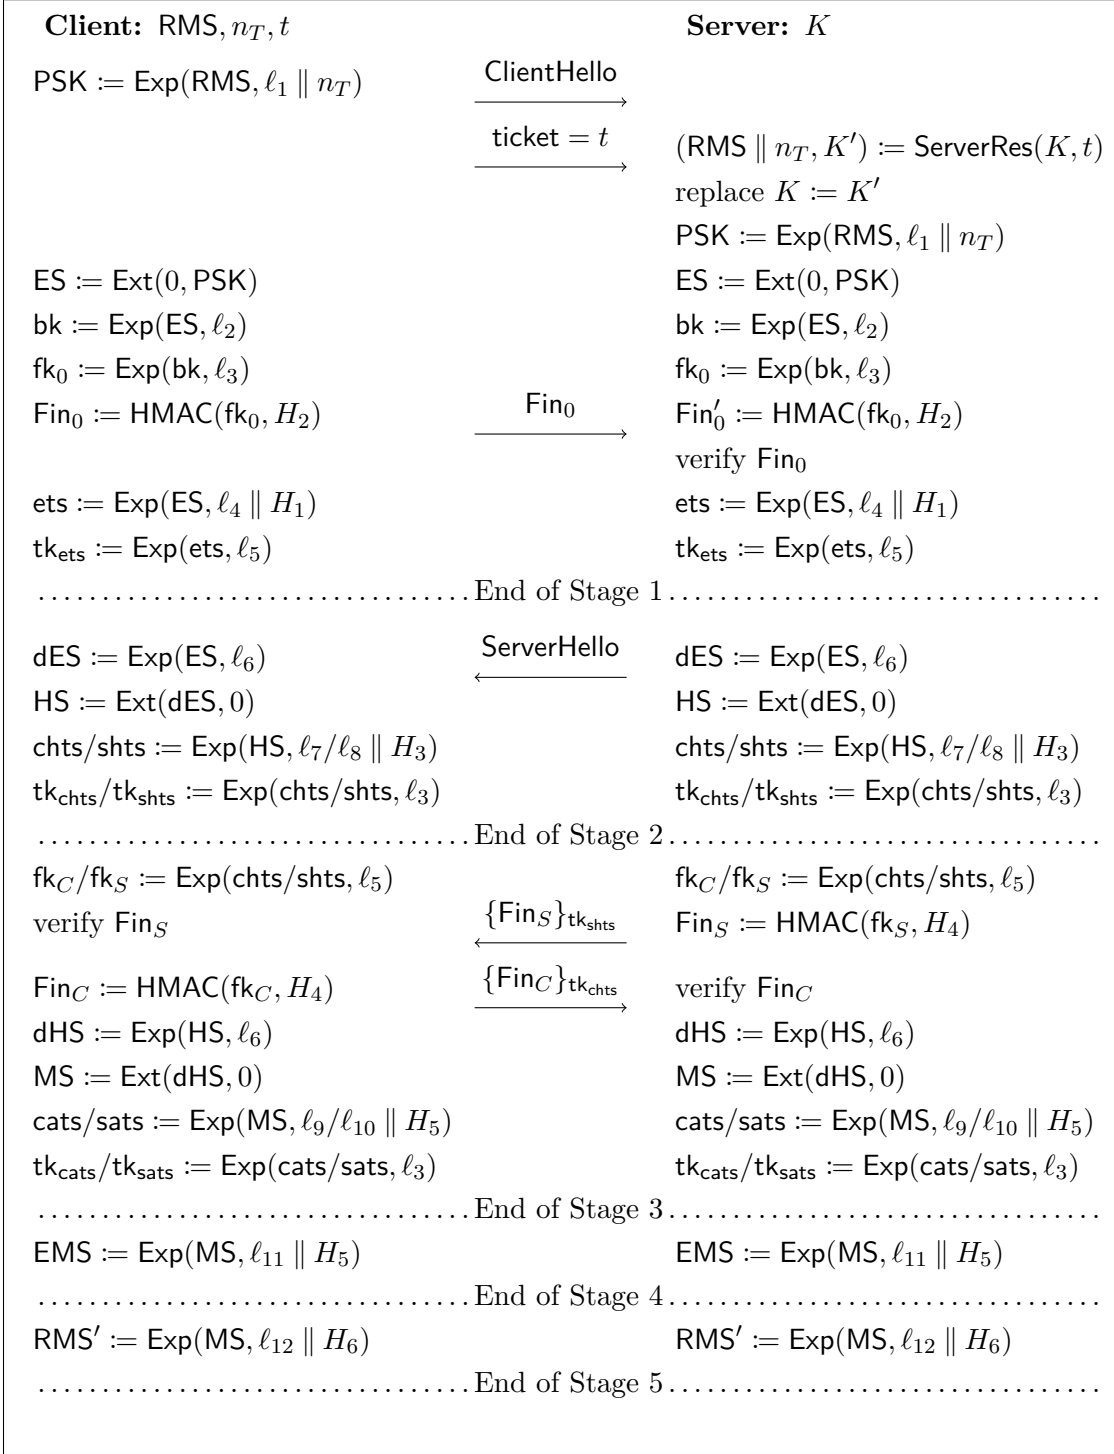 Client: RMS, n_T, t Server: K
PSK := Exp(RMS, ℓ_1 ∥ n_T) ClientHello
ticket = t (RMS ∥ n_T, K′) := ServerRes(K, t)
replace K := K′
PSK := Exp(RMS, ℓ_1 ∥ n_T)
ES := Ext(0, PSK) ES := Ext(0, PSK)
bk := Exp(ES, ℓ_2) bk := Exp(ES, ℓ_2)
fk_0 := Exp(bk, ℓ_3) fk_0 := Exp(bk, ℓ_3)
Fin_0 := HMAC(fk_0, H_2) Fin_0 Fin′_0 := HMAC(fk_0, H_2)
verify Fin_0
ets := Exp(ES, ℓ_4 ∥ H_1) ets := Exp(ES, ℓ_4 ∥ H_1)
tk_ets := Exp(ets, ℓ_5) tk_ets := Exp(ets, ℓ_5)
End of Stage 1
dES := Exp(ES, ℓ_6) ServerHello dES := Exp(ES, ℓ_6)
HS := Ext(dES, 0) HS := Ext(dES, 0)
chts/shts := Exp(HS, ℓ_7/ℓ_8 ∥ H_3) chts/shts := Exp(HS, ℓ_7/ℓ_8 ∥ H_3)
tk_chts/tk_shts := Exp(chts/shts, ℓ_3) tk_chts/tk_shts := Exp(chts/shts, ℓ_3)
End of Stage 2
fk_C/fk_S := Exp(chts/shts, ℓ_5) fk_C/fk_S := Exp(chts/shts, ℓ_5)
verify Fin_S {Fin_S}_tk_shts Fin_S := HMAC(fk_S, H_4)
Fin_C := HMAC(fk_C, H_4) {Fin_C}_tk_chts verify Fin_C
dHS := Exp(HS, ℓ_6) dHS := Exp(HS, ℓ_6)
MS := Ext(dHS, 0) MS := Ext(dHS, 0)
cats/sats := Exp(MS, ℓ_9/ℓ_10 ∥ H_5) cats/sats := Exp(MS, ℓ_9/ℓ_10 ∥ H_5)
tk_cats/tk_sats := Exp(cats/sats, ℓ_3) tk_cats/tk_sats := Exp(cats/sats, ℓ_3)
End of Stage 3
EMS := Exp(MS, ℓ_11 ∥ H_5) EMS := Exp(MS, ℓ_11 ∥ H_5)
End of Stage 4
RMS′ := Exp(MS, ℓ_12 ∥ H_6) RMS′ := Exp(MS, ℓ_12 ∥ H_6)
End of Stage 5